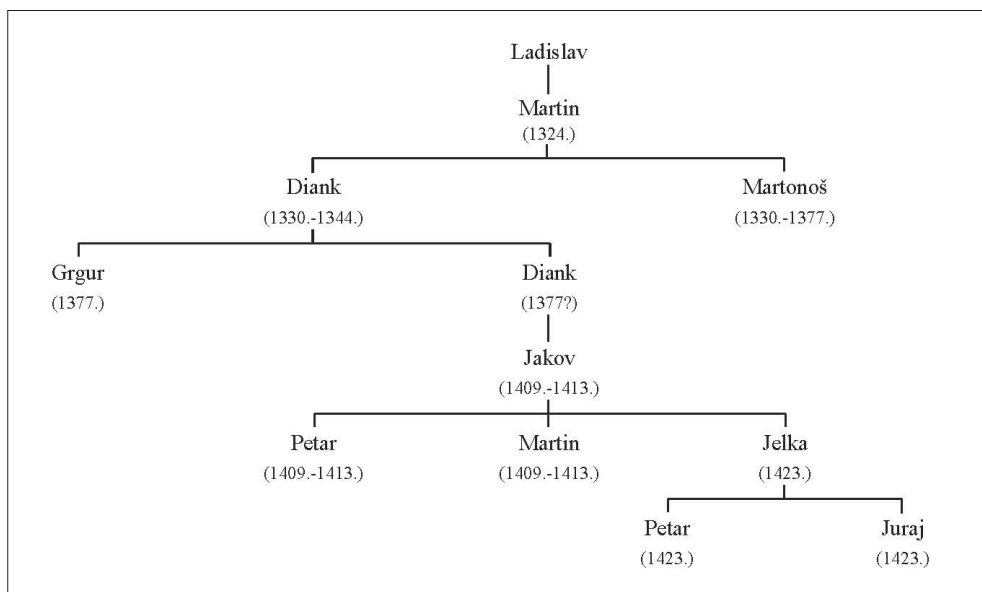 Ladislav
Martin
(1324.)
Diank
Martonoš
(1330.-1344.)
(1330.-1377.)
Grgur
Diank
(1377.)
(1377?)
Jakov
(1409.-1413.)
Petar
Martin
Jelka
(1409.-1413.)
(1409.-1413.)
(1423.)
Petar
Juraj
(1423.)
(1423.)